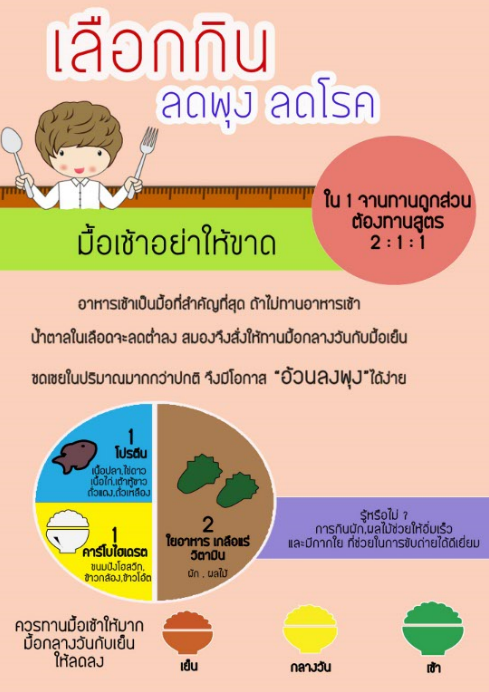 เลือกกิน
ลดพุง ลดโรค
ใน 1 จานทานถูกส่วน
ต้องทานสูตร
2 : 1 : 1
มื้อเช้าอย่าให้ขาด
อาหารเช้าเป็นมื้อที่สำคัญที่สุด ถ้าไม่ทานอาหารเช้า
น้ำตาลในเลือดจะลดต่ำลง สมองจึงสั่งให้ทานมื้อกลางวันกับมื้อเย็น
ชดเชยในปริมาณมากกว่าปกติ จึงมีโอกาส "อ้วนลงพุง"ได้ง่าย
1
โปรตีน
เนื้อปลา,ไข่ดาว
เนื้อไก่,เต้าหู้ขาว
ถั่วแดง,ถั่วเหลือง
1
คาร์โบไฮเดรต
ขนมปังโฮลวีท,
ข้าวกล้อง,ข้าวโอ๊ต
2
ใยอาหาร เกลือแร่
วิตามิน
ผัก , ผลไม้
รู้หรือไม่ ?
การกินผัก,ผลไม้ช่วยให้อิ่มเร็ว
และมีกากใย ที่ช่วยในการขับถ่ายได้ดีเยี่ยม
ควรทานมื้อเช้าให้มาก
มื้อกลางวันกับเย็น
ให้ลดลง
เย็น
กลางวัน
เช้า